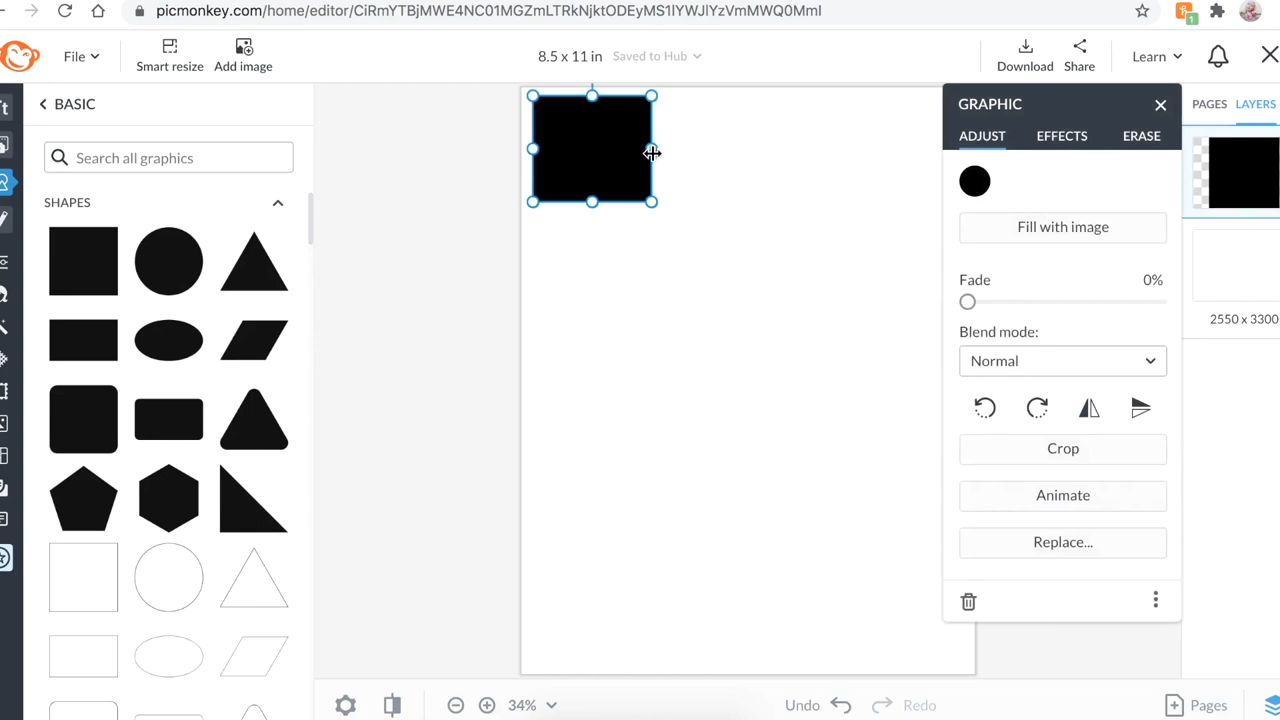 picmonkey.com/home/editor/CiRmYTBjMWE4NC01MGZmLTRkNjktODEyMS1lYWJlYzVmMWQ0MmI
1
File
Smart resize
Add image
8.5 x 11 in
Saved to Hub
Download
Share
Learn
BASIC
Search all graphics
SHAPES
GRAPHIC
ADJUST
EFFECTS
ERASE
Fill with image
Fade
0%
Blend mode:
Normal
Crop
Animate
Replace...
PAGES
LAYERS
2550 x 3300
34%
Undo
Redo
Pages